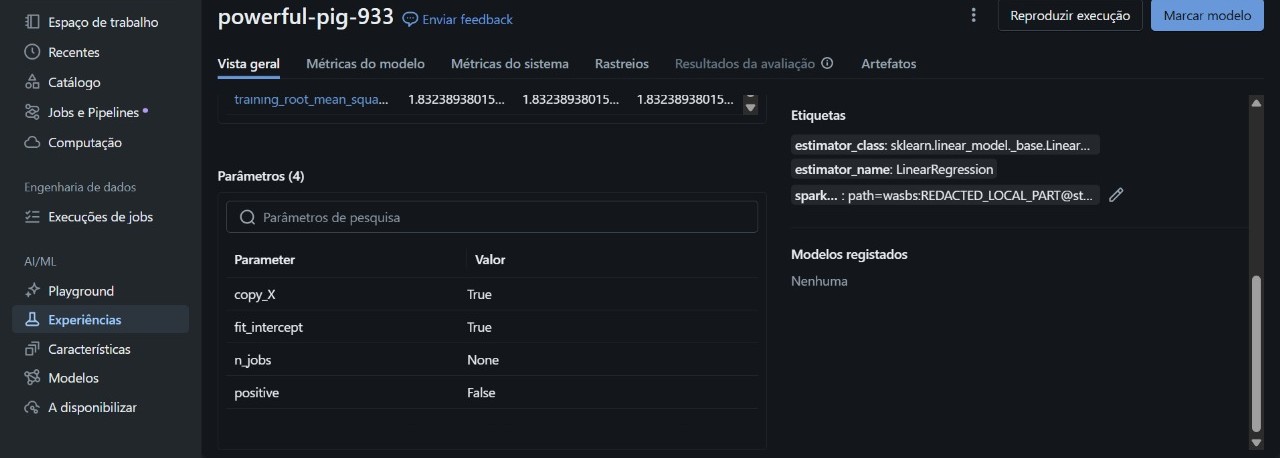 Espaço de trabalho
Recentes
Catálogo
Jobs e Pipelines
Computação
Engenharia de dados
Execuções de jobs
AI/ML
Playground
Experiências
Características
Modelos
A disponibilizar
powerful-pig-933 Enviar feedback
Reproduzir execução Marcar modelo
Vista geral Métricas do modelo Métricas do sistema Rastreios Resultados da avaliação Artefatos
training_root_mean_squa... 1.83238938015... 1.83238938015... 1.83238938015...
Parâmetros (4)
Parâmetros de pesquisa
Parameter Valor
copy_X True
fit_intercept True
n_jobs None
positive False
Etiquetas
estimator_class: sklearn.linear_model._base.Linear...
estimator_name: LinearRegression
spark... : path=wasbs:REDACTED_LOCAL_PART@st...
Modelos registados
Nenhuma